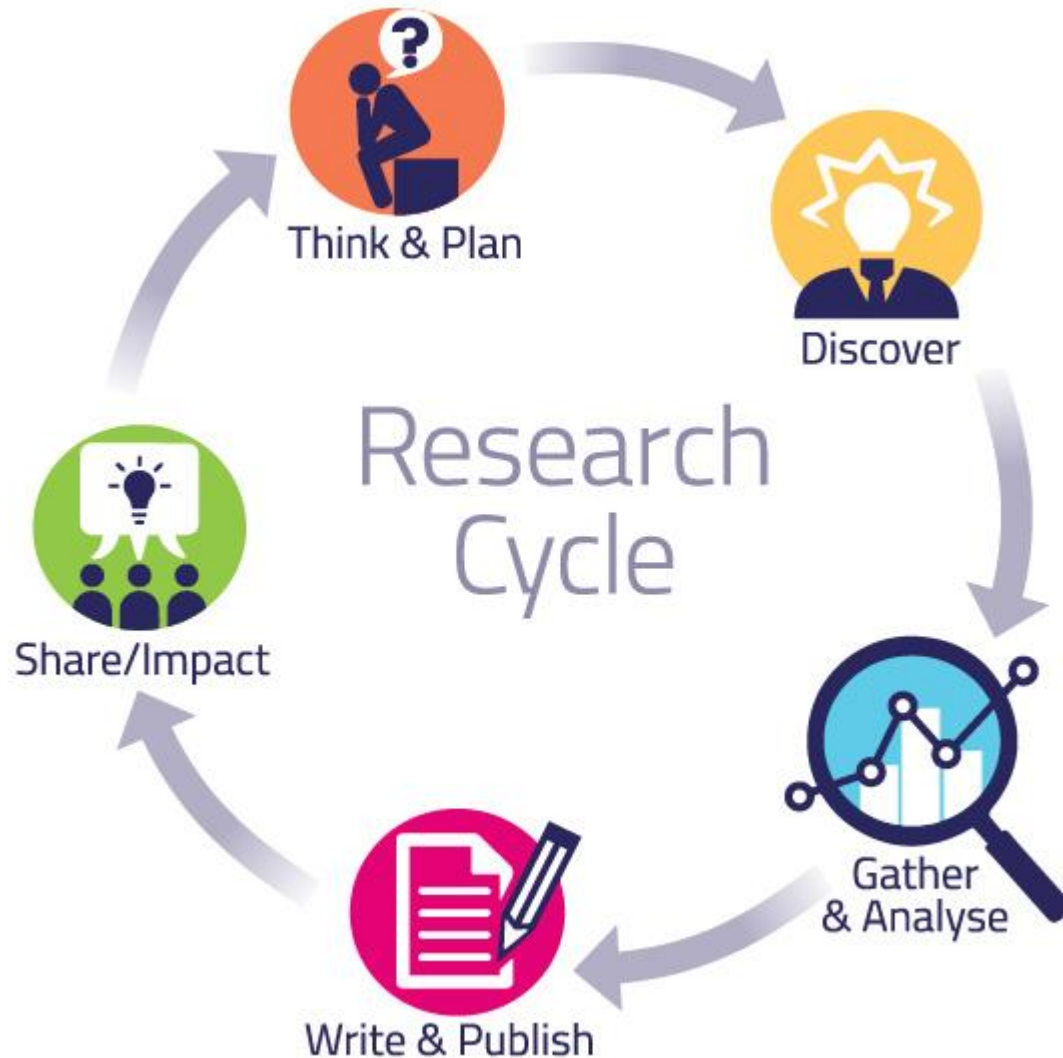 ?
Think & Plan
Discover
Research
Cycle
Share/Impact
Gather
& Analyse
Write & Publish